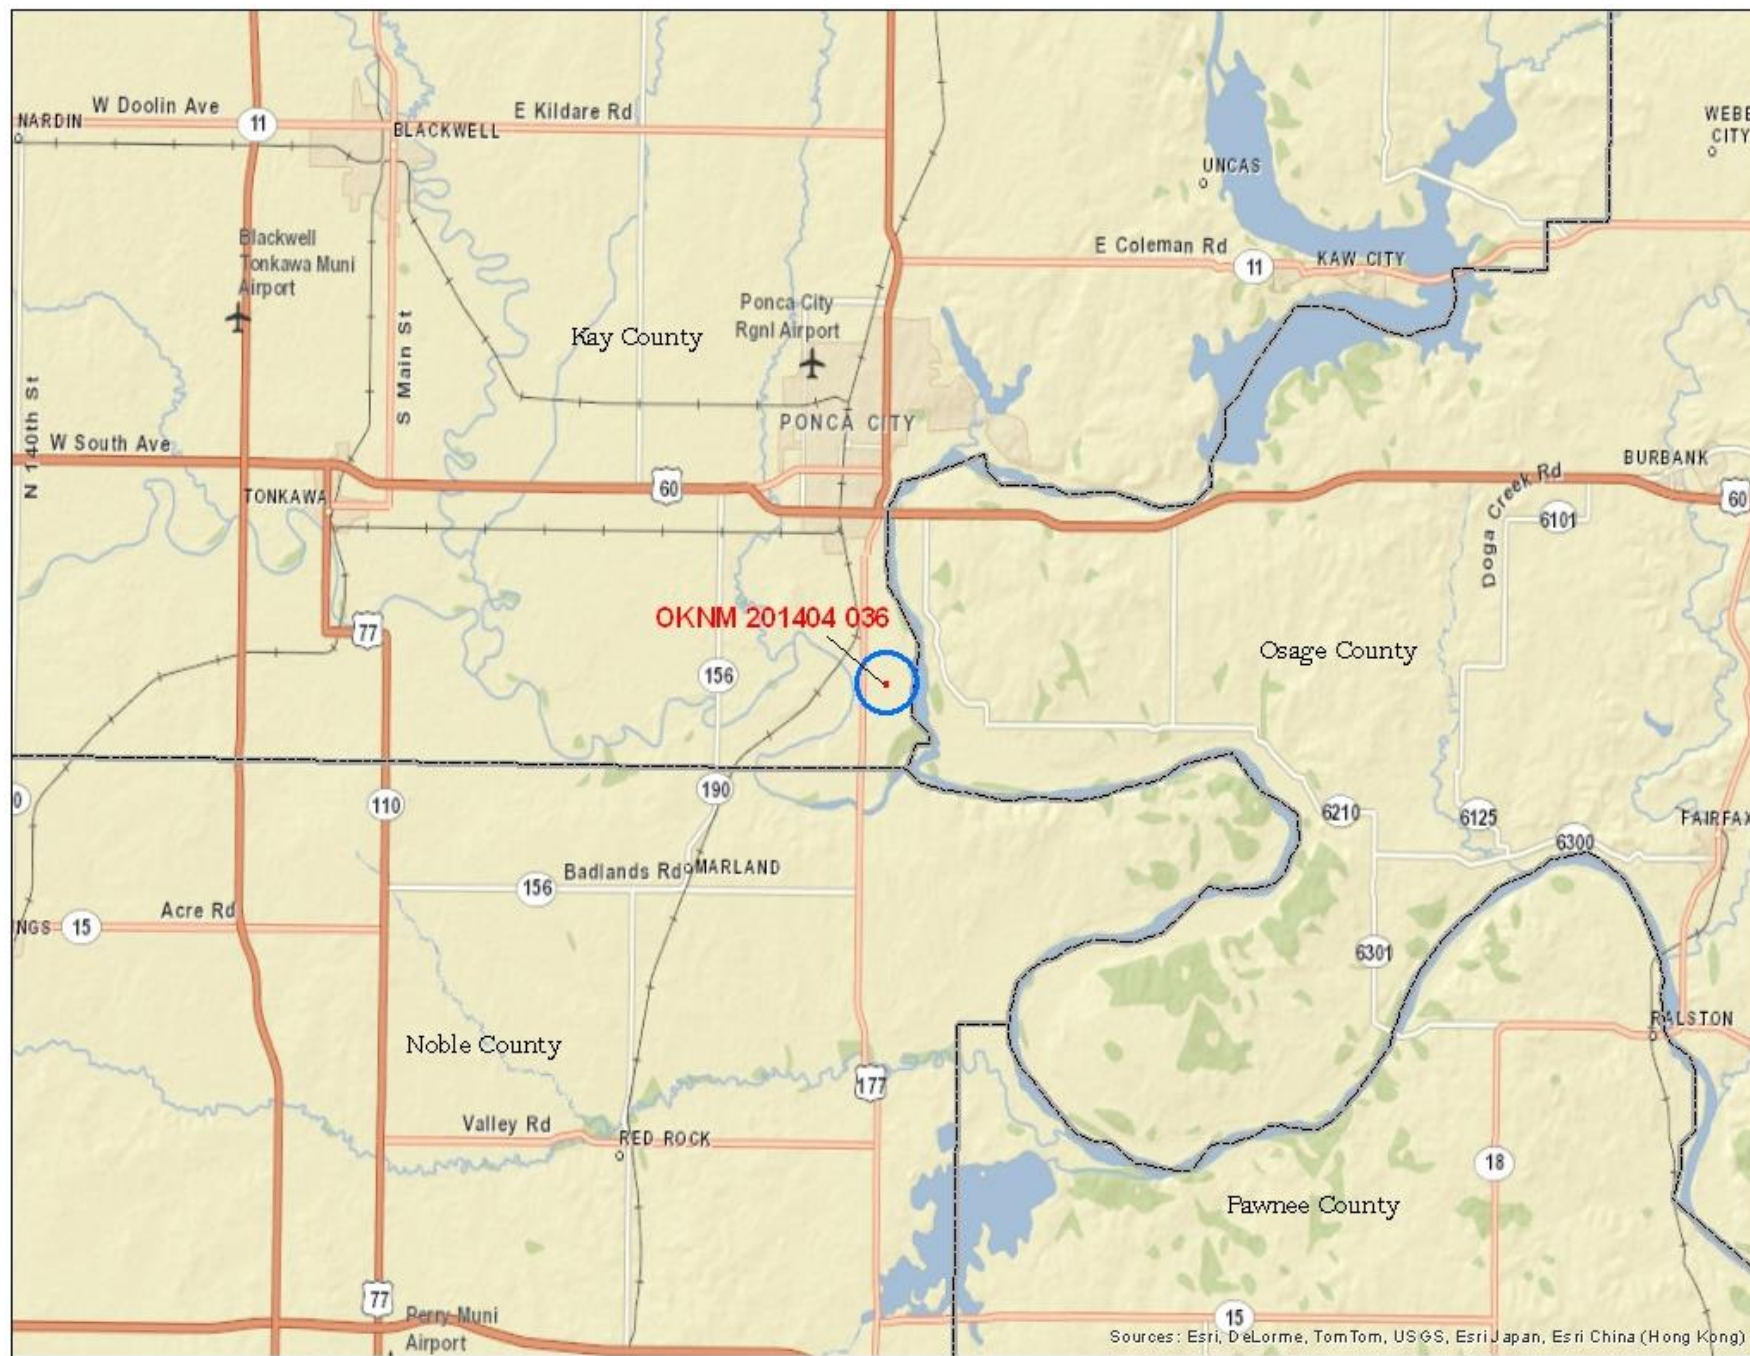 W Doolin Ave
E Kildare Rd
NARDIN
11
BLACKWELL
WEBB
CITY
UNCAS
Blackwell
Tonkawa Muni
Airport
E Coleman Rd
11
KAW CITY
Ponca City
Rgnl Airport
Kay County
S Main St
N 140th St
PONCA CITY
W South Ave
BURBANK
60
60
TONKAWA
Doga Creek Rd
6101
OKNM 201404 036
77
Osage County
156
190
110
6210
6125
FAIRFAX
6300
0
Badlands Rd
MARLAND
156
Acre Rd
NGS
15
6301
RALSTON
Noble County
177
Valley Rd
RED ROCK
18
Pawnee County
77
Perry Muni
Airport
15
Sources: Esri, DeLorme, TomTom, USGS, Esri Japan, Esri China (Hong Kong)